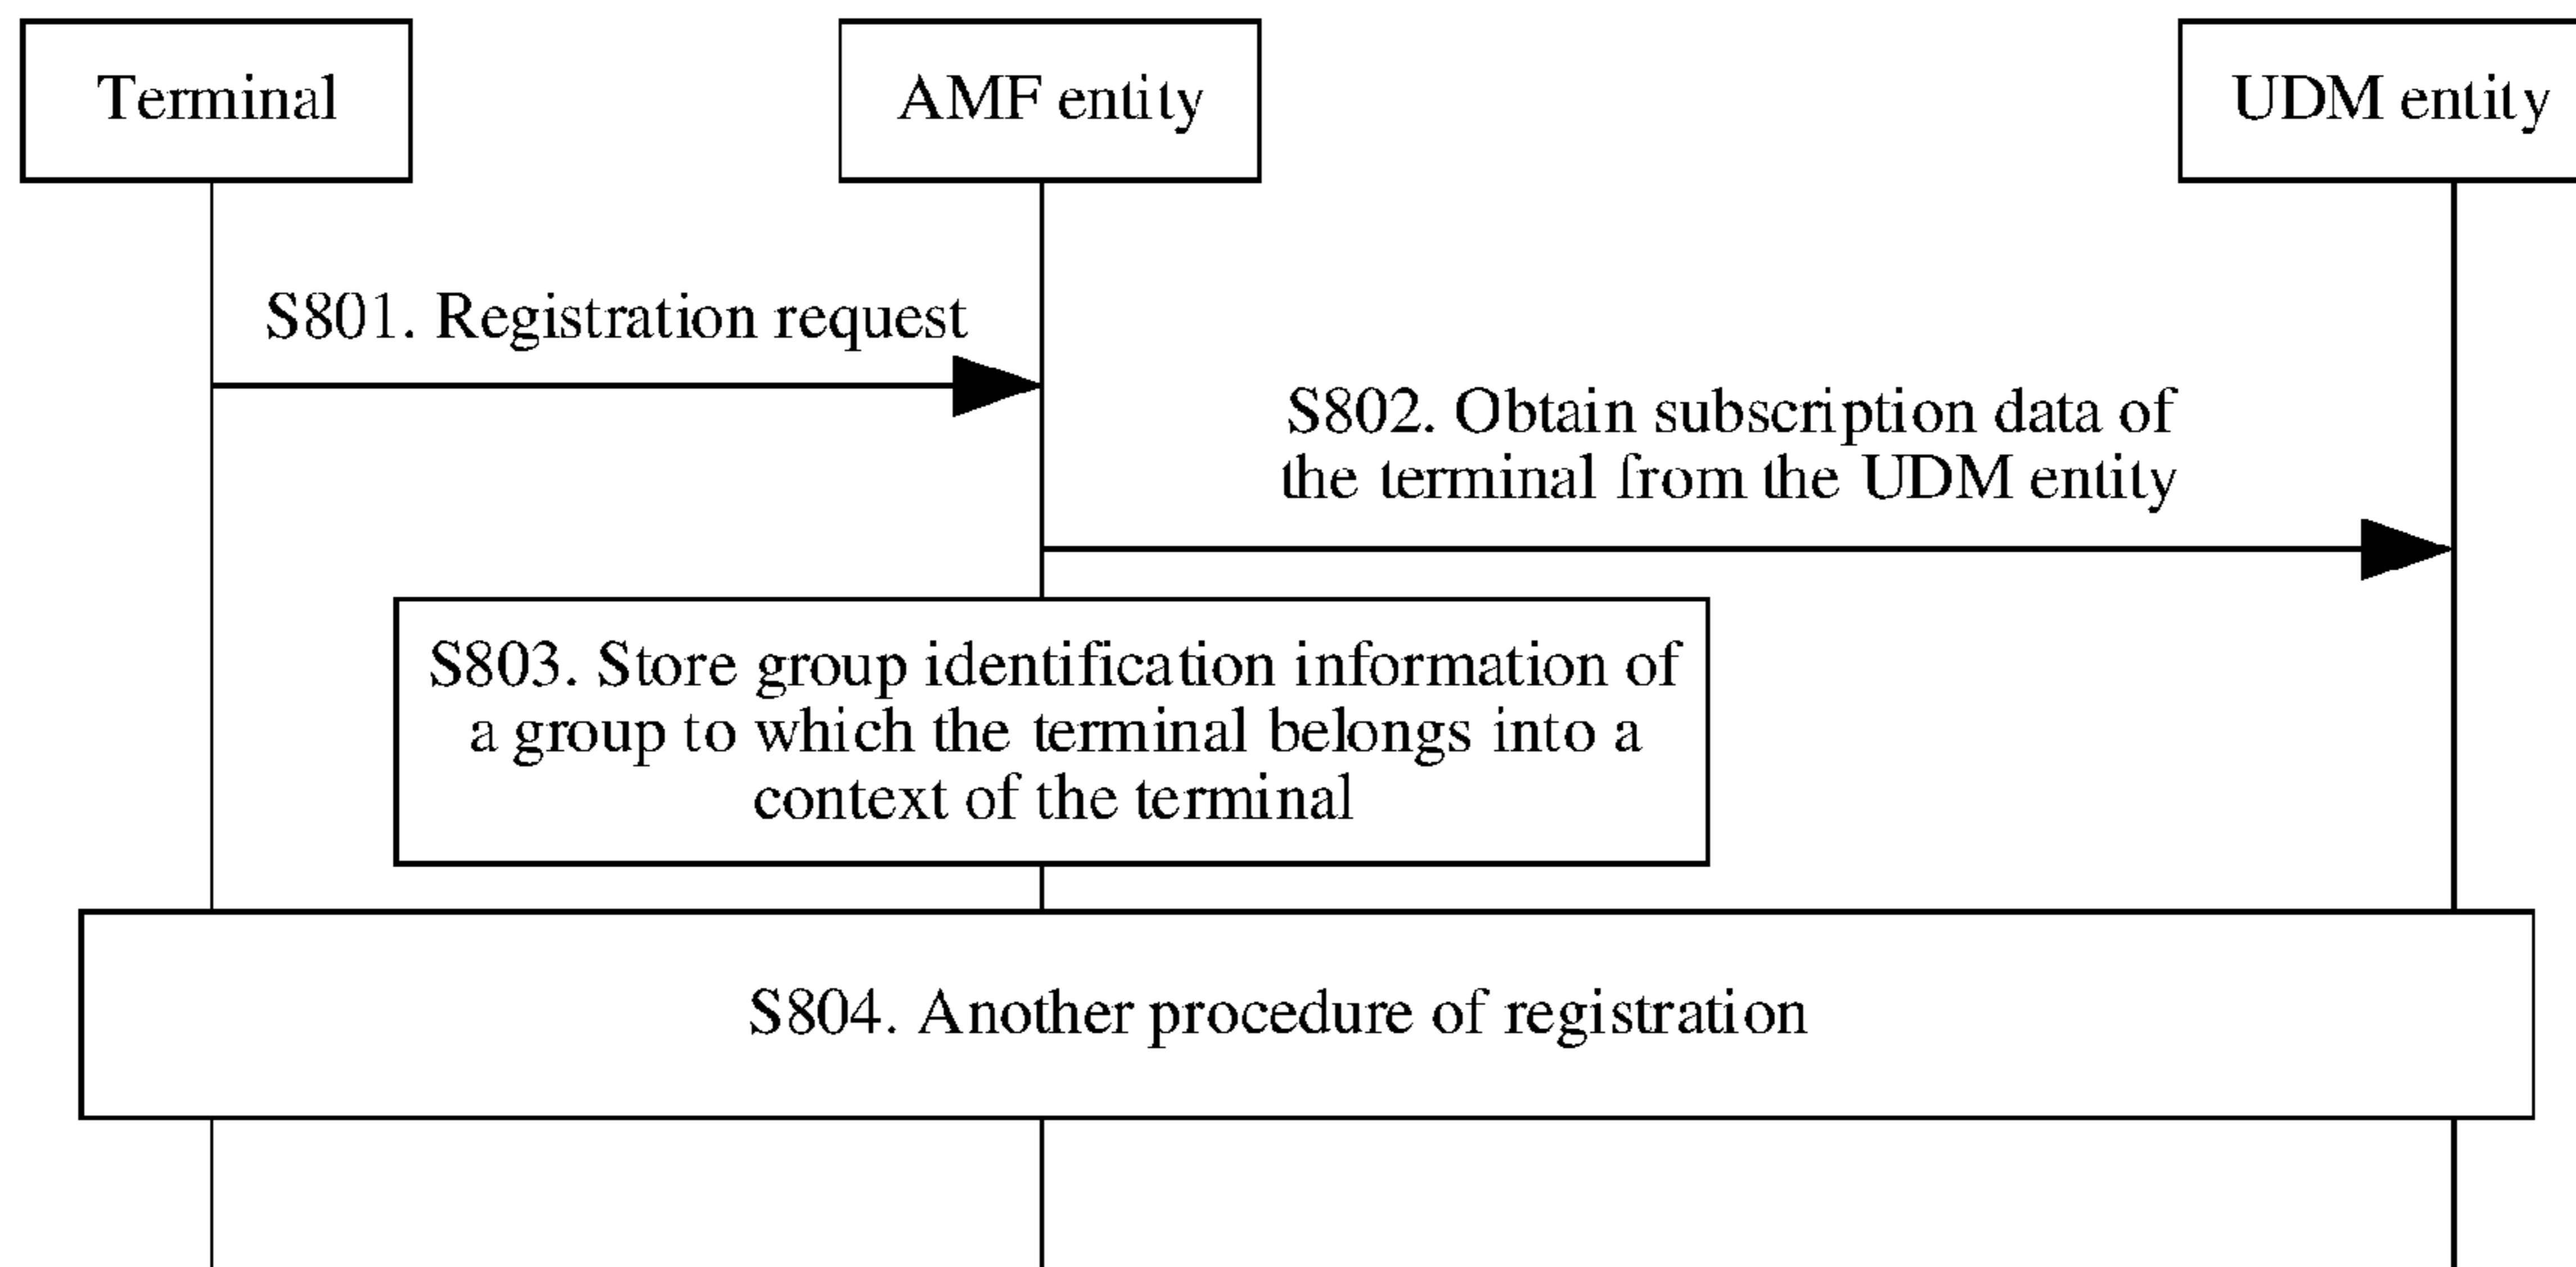 Terminal
AMF entity
UDM entity
S801. Registration request
S802. Obtain subscription data of
the terminal from the UDM entity
S803. Store group identification information of
a group to which the terminal belongs into a
context of the terminal
S804. Another procedure of registration